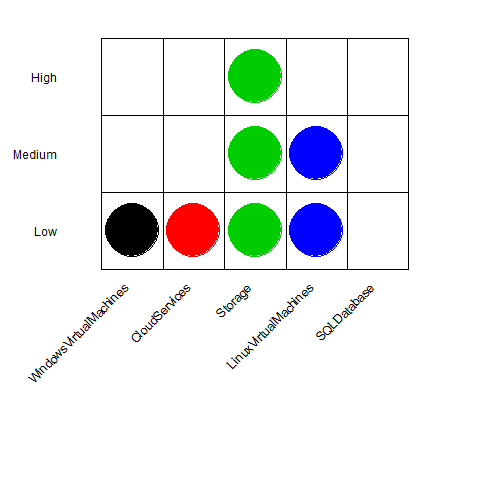 High
Medium
Low
WindowsVirtualMachines
CloudServices
Storage
LinuxVirtualMachines
SQLDatabase